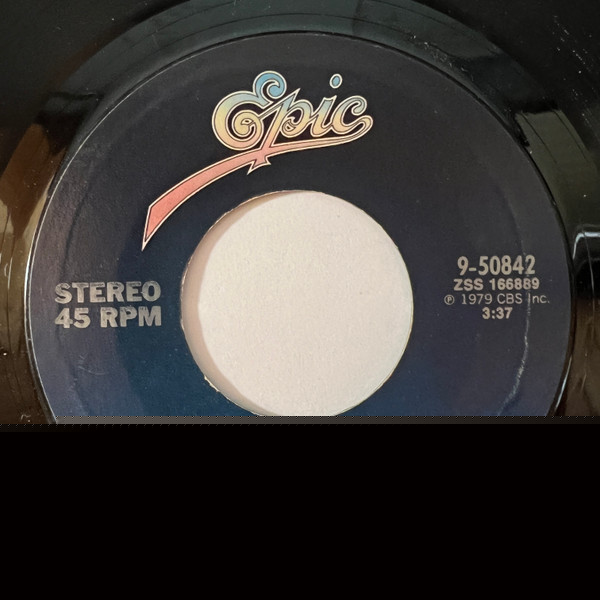 Epic
STEREO
45 RPM
9-50842
ZSS 166889
℗ 1979 CBS Inc.
3:37